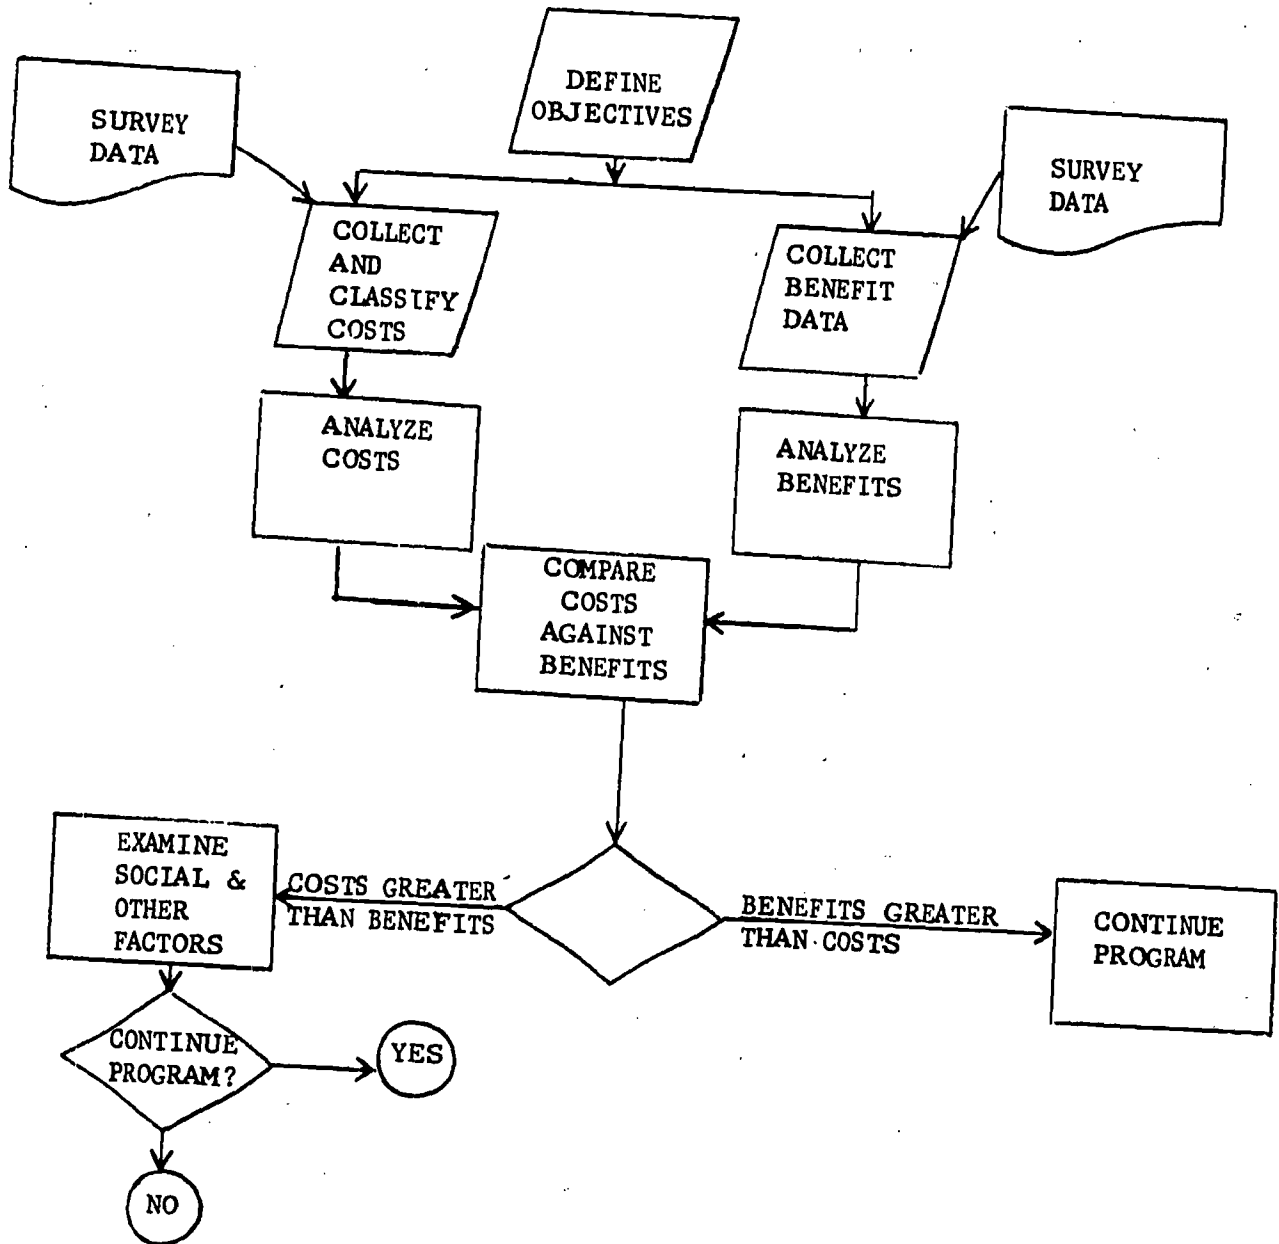 DEFINE
OBJECTIVES
SURVEY
DATA
SURVEY
DATA
COLLECT
AND
CLASSIFY
COSTS
COLLECT
BENEFIT
DATA
ANALYZE
COSTS
ANALYZE
BENEFITS
COMPARE
COSTS
AGAINST
BENEFITS
EXAMINE
SOCIAL &
OTHER
FACTORS
COSTS GREATER
THAN BENEFITS
BENEFITS GREATER
THAN COSTS
CONTINUE
PROGRAM
CONTINUE
PROGRAM?
YES
NO